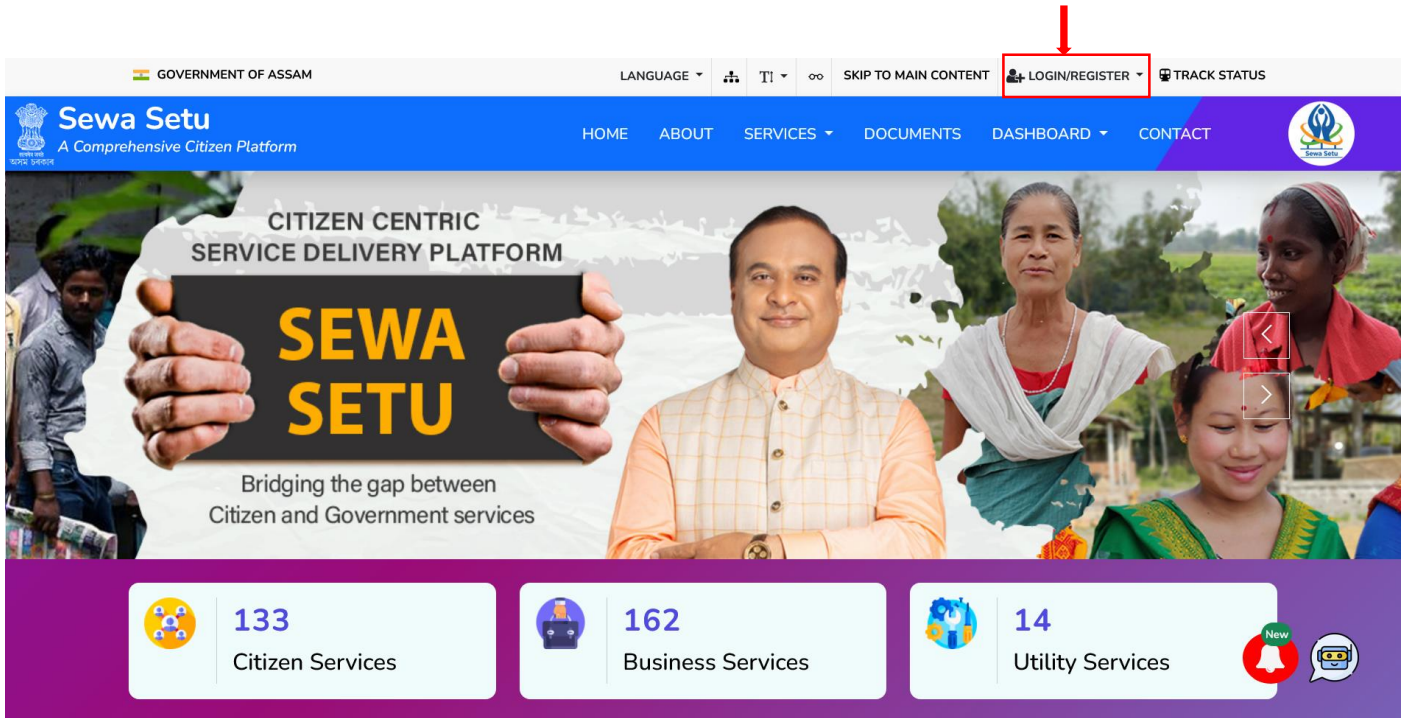 GOVERNMENT OF ASSAM
LANGUAGE
T
SKIP TO MAIN CONTENT
LOGIN/REGISTER
TRACK STATUS
Sewa Setu
A Comprehensive Citizen Platform
অসম চৰকাৰ
HOME
ABOUT
SERVICES
DOCUMENTS
DASHBOARD
CONTACT
Sewa Setu
CITIZEN CENTRIC
SERVICE DELIVERY PLATFORM
SEWA
SETU
Bridging the gap between
Citizen and Government services
133
Citizen Services
162
Business Services
14
Utility Services
New